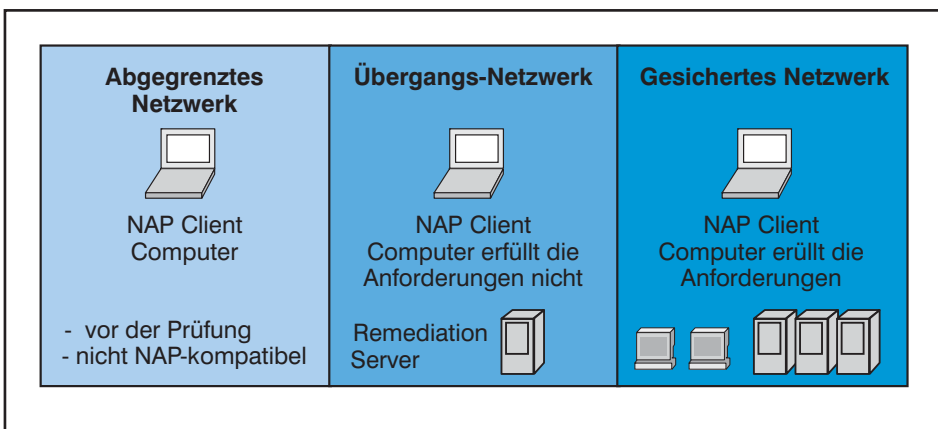 Abgegrenztes
Netzwerk
NAP Client
Computer
- vor der Prüfung
- nicht NAP-kompatibel
Übergangs-Netzwerk
NAP Client
Computer erfüllt die
Anforderungen nicht
Remediation
Server
Gesichertes Netzwerk
NAP Client
Computer erüllt die
Anforderungen